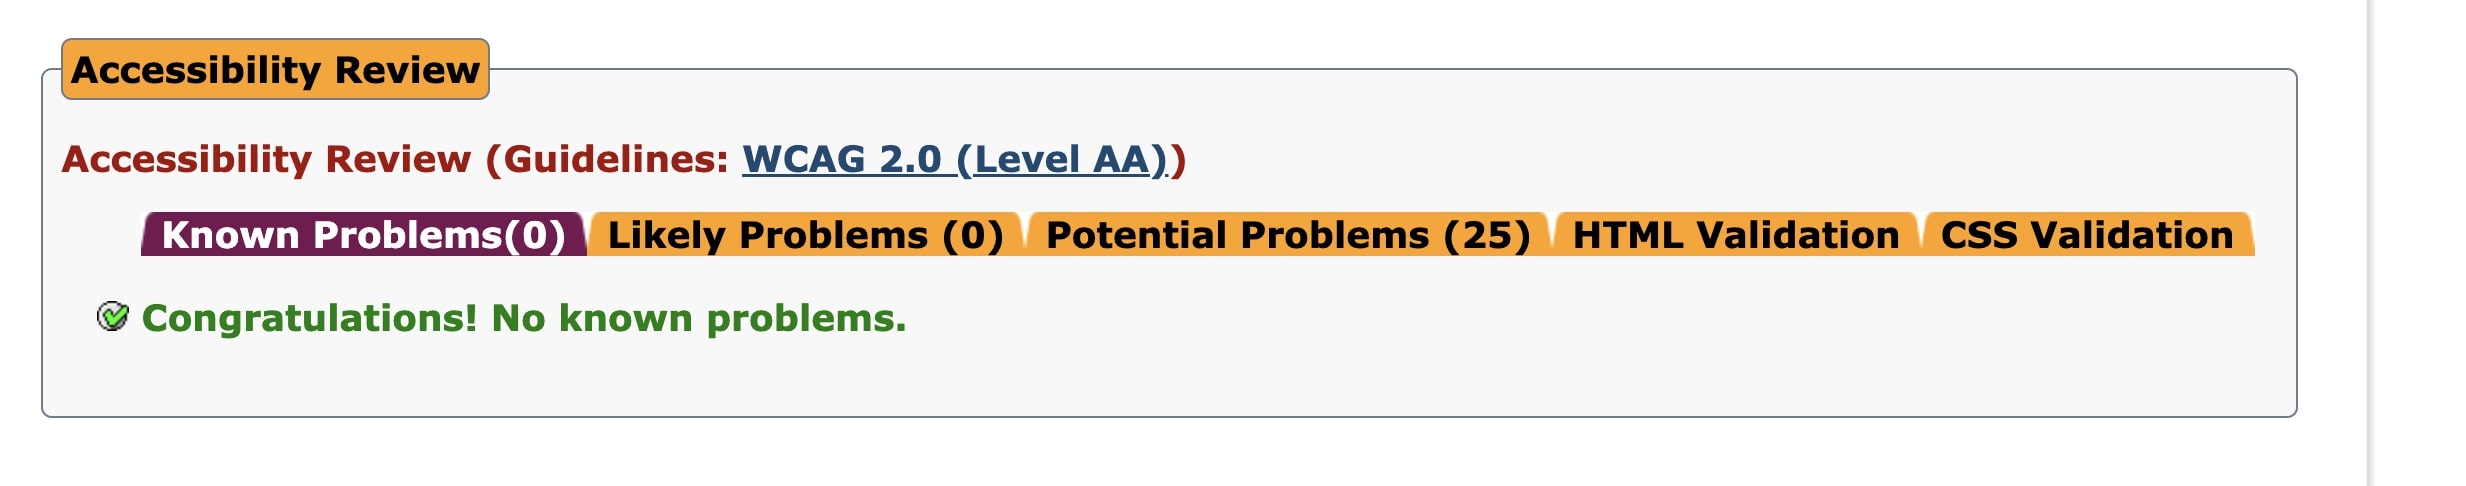 Accessibility Review
Accessibility Review (Guidelines: WCAG 2.0 (Level AA))
Known Problems(0) Likely Problems (0) Potential Problems (25) HTML Validation CSS Validation
Congratulations! No known problems.